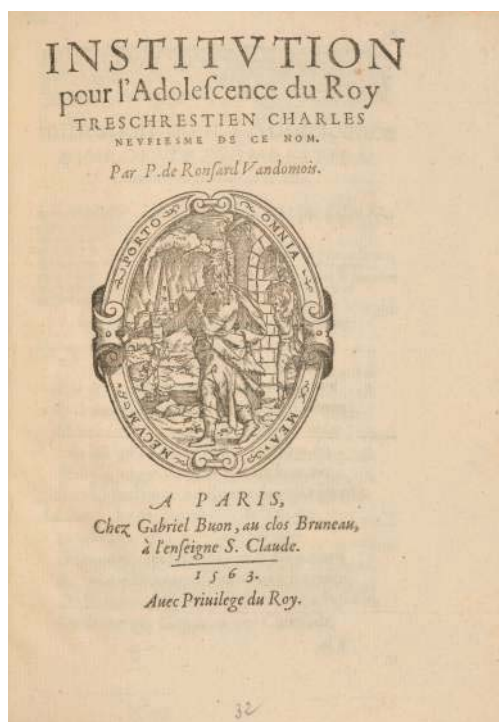 INSTITVTION
pour l'Adoleſcence du Roy
TRESCHRESTIEN CHARLES
NEVFIESME DE CE NOM.
Par P. de Ronſard Vandomois.
PORTO OMNIA
MECVM MEA
A PARIS,
Chez Gabriel Buon, au clos Bruneau,
à l'enſeigne S. Claude.
1563.
Auec Priuilege du Roy.
32